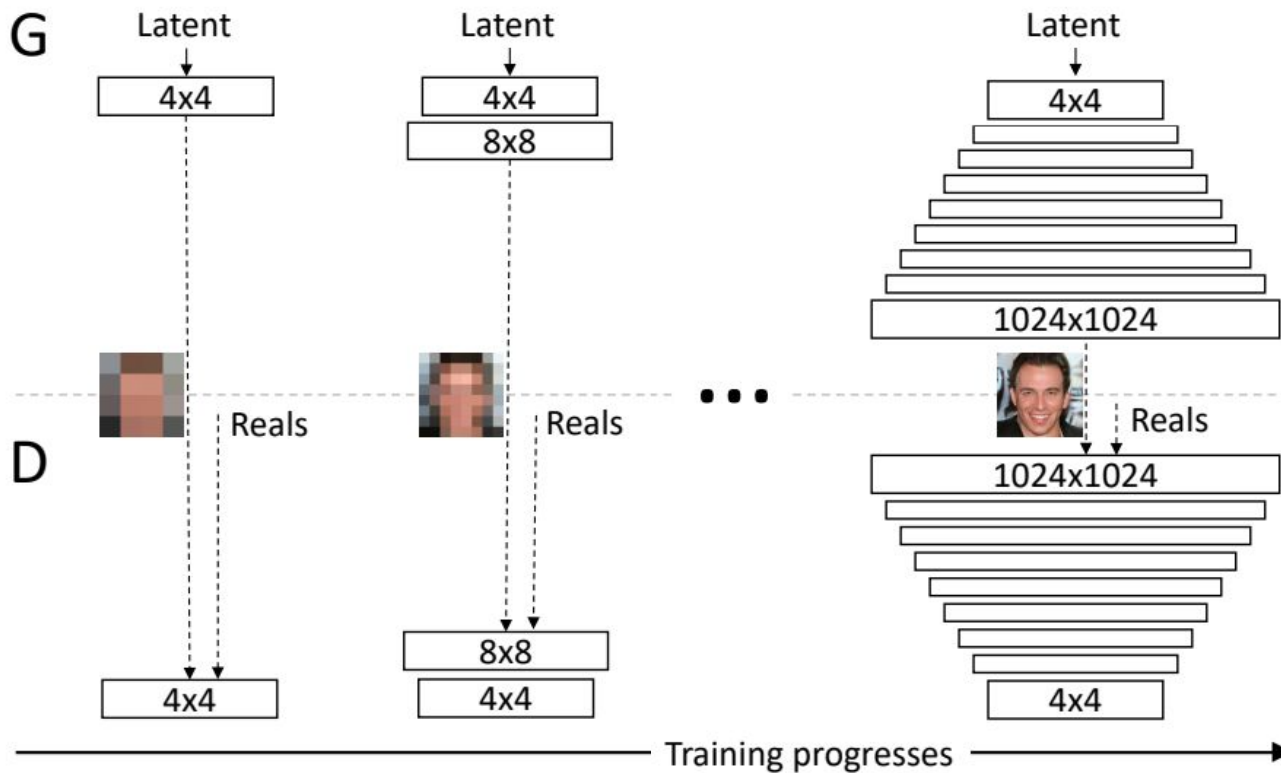 G
Latent
Latent
Latent
4x4
4x4
4x4
8x8
1024x1024
Reals
Reals
Reals
D
1024x1024
8x8
4x4
4x4
4x4
Training progresses